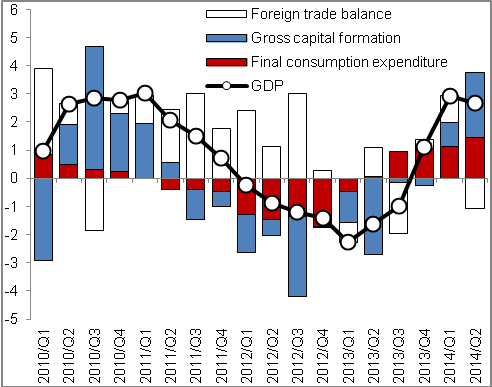 Foreign trade balance
Gross capital formation
Final consumption expenditure
GDP
6
5
4
3
2
1
0
-1
-2
-3
-4
-5
2010/Q1
2010/Q2
2010/Q3
2010/Q4
2011/Q1
2011/Q2
2011/Q3
2011/Q4
2012/Q1
2012/Q2
2012/Q3
2012/Q4
2013/Q1
2013/Q2
2013/Q3
2013/Q4
2014/Q1
2014/Q2